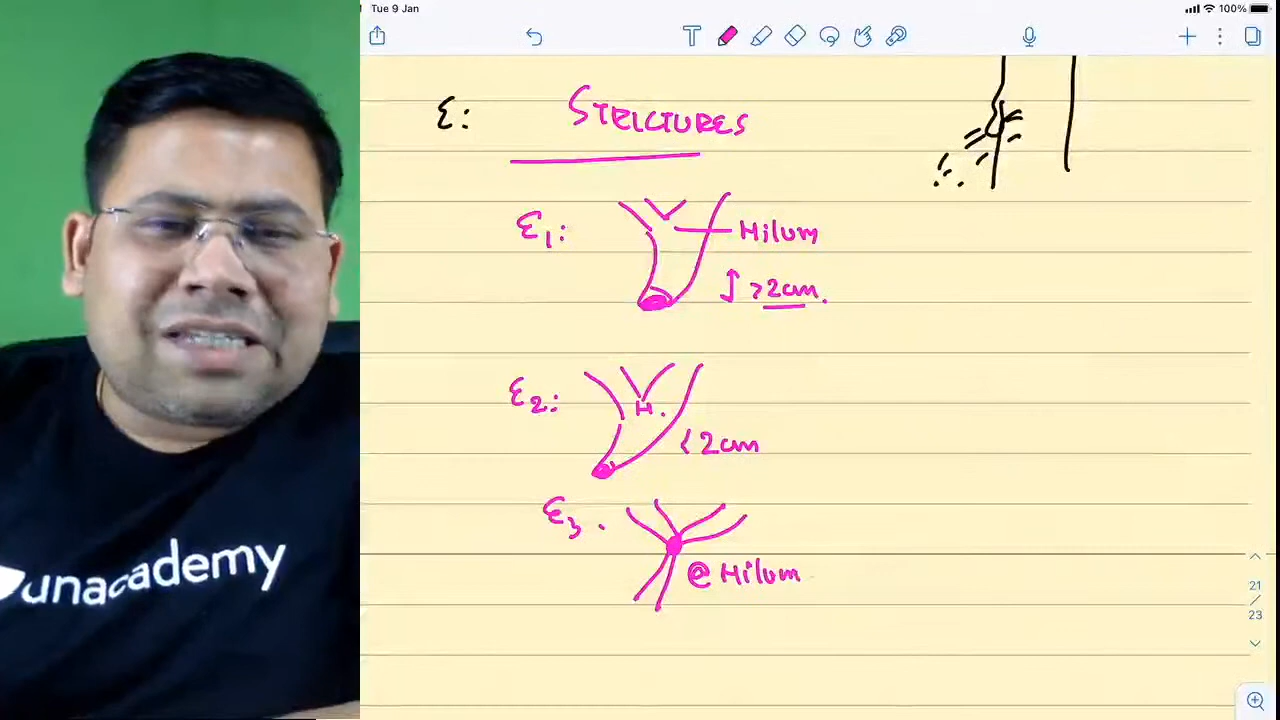 Tue 9 Jan
100%
T
E: STRICTURES
E1: Hilum
>2cm.
E2: H.
<2cm
E3.
@ Hilum
unacademy
21
23